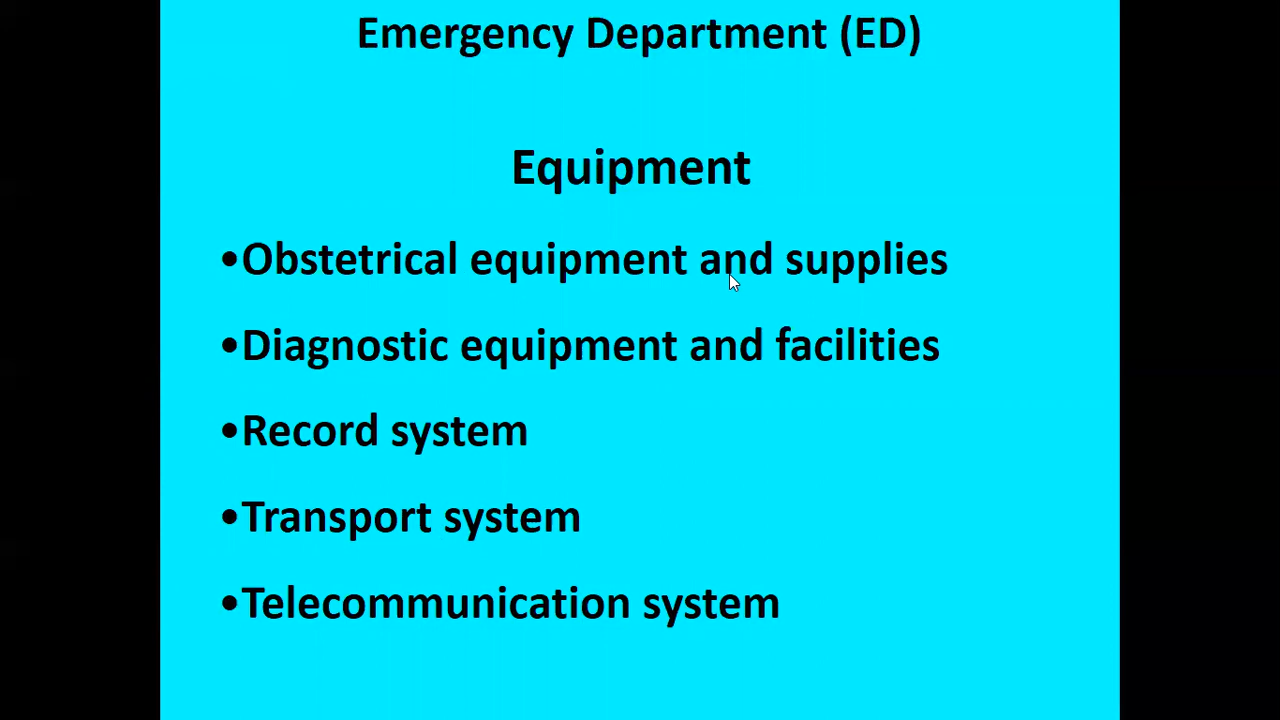 Emergency Department (ED)
Equipment
•Obstetrical equipment and supplies
•Diagnostic equipment and facilities
•Record system
•Transport system
•Telecommunication system